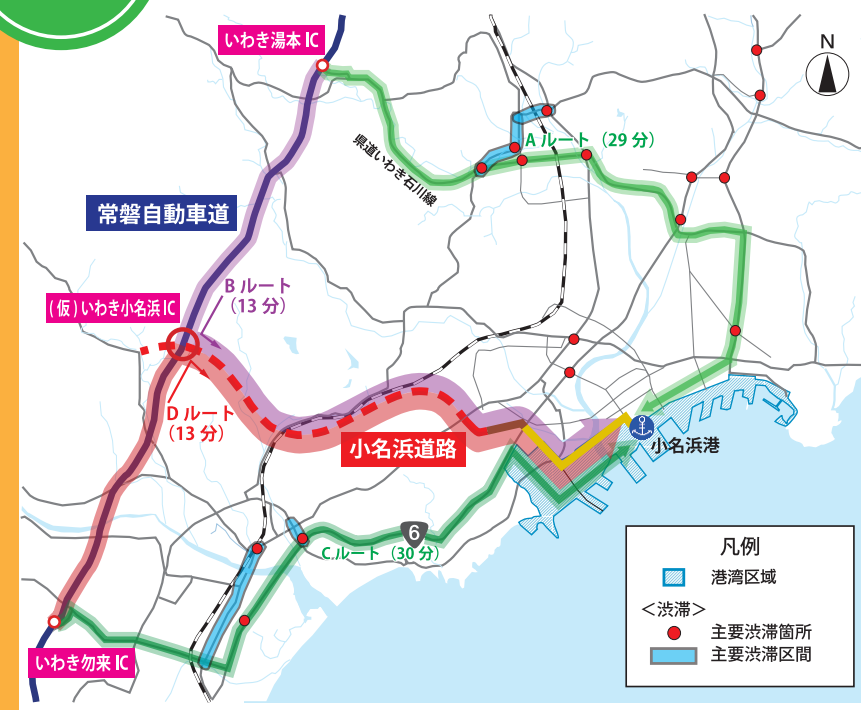 いわき湯本IC
N
Aルート（29分）
県道いわき石川線
常磐自動車道
Bルート
（13分）
(仮)いわき小名浜IC
Dルート
（13分）
小名浜道路
小名浜港
6
Cルート（30分）
いわき勿来IC
凡例
港湾区域
＜渋滞＞
主要渋滞箇所
主要渋滞区間